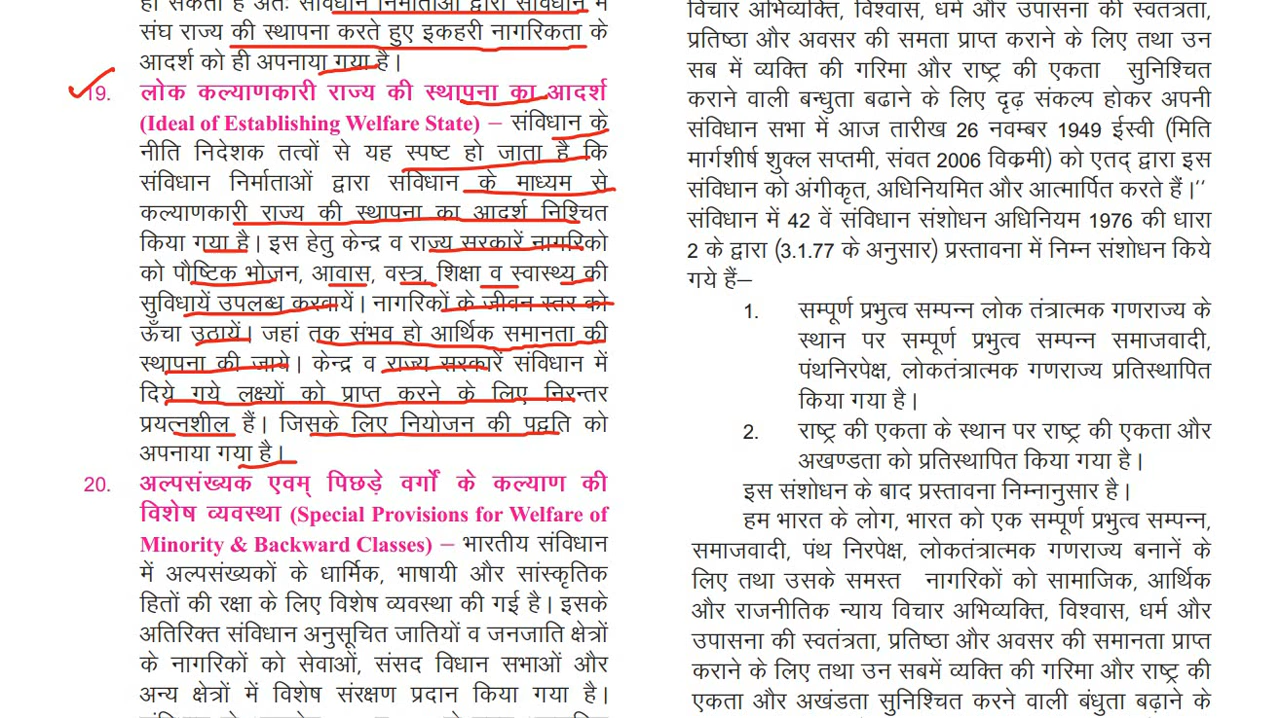 हो सकता है अतः संविधान निर्माताओं द्वारा संविधान में
संघ राज्य की स्थापना करते हुए इकहरी नागरिकता के
आदर्श को ही अपनाया गया है।
19. लोक कल्याणकारी राज्य की स्थापना का आदर्श
(Ideal of Establishing Welfare State) – संविधान के
नीति निदेशक तत्वों से यह स्पष्ट हो जाता है कि
संविधान निर्माताओं द्वारा संविधान के माध्यम से
कल्याणकारी राज्य की स्थापना का आदर्श निश्चित
किया गया है। इस हेतु केन्द्र व राज्य सरकारें नागरिको
को पौष्टिक भोजन, आवास, वस्त्र, शिक्षा व स्वास्थ्य की
सुविधायें उपलब्ध करवायें। नागरिकों के जीवन स्तर को
ऊँचा उठायें। जहां तक संभव हो आर्थिक समानता की
स्थापना की जाये। केन्द्र व राज्य सरकारें संविधान में
दिये गये लक्ष्यों को प्राप्त करने के लिए निरन्तर
प्रयत्नशील हैं। जिसके लिए नियोजन की पद्वति को
अपनाया गया है।
20. अल्पसंख्यक एवम् पिछड़े वर्गों के कल्याण की
विशेष व्यवस्था (Special Provisions for Welfare of
Minority & Backward Classes) – भारतीय संविधान
में अल्पसंख्यकों के धार्मिक, भाषायी और सांस्कृतिक
हितों की रक्षा के लिए विशेष व्यवस्था की गई है। इसके
अतिरिक्त संविधान अनुसूचित जातियों व जनजाति क्षेत्रों
के नागरिकों को सेवाओं, संसद विधान सभाओं और
अन्य क्षेत्रों में विशेष संरक्षण प्रदान किया गया है।
विचार अभिव्यक्ति, विश्वास, धर्म और उपासना की स्वतंत्रता,
प्रतिष्ठा और अवसर की समता प्राप्त कराने के लिए तथा उन
सब में व्यक्ति की गरिमा और राष्ट्र की एकता सुनिश्चित
कराने वाली बन्धुता बढाने के लिए दृढ़ संकल्प होकर अपनी
संविधान सभा में आज तारीख 26 नवम्बर 1949 ईस्वी (मिति
मार्गशीर्ष शुक्ल सप्तमी, संवत 2006 विक्रमी) को एतद् द्वारा इस
संविधान को अंगीकृत, अधिनियमित और आत्मार्पित करते हैं।''
संविधान में 42 वें संविधान संशोधन अधिनियम 1976 की धारा
2 के द्वारा (3.1.77 के अनुसार) प्रस्तावना में निम्न संशोधन किये
गये हैं–
1. सम्पूर्ण प्रभुत्व सम्पन्न लोक तंत्रात्मक गणराज्य के
स्थान पर सम्पूर्ण प्रभुत्व सम्पन्न समाजवादी,
पंथनिरपेक्ष, लोकतंत्रात्मक गणराज्य प्रतिस्थापित
किया गया है।
2. राष्ट्र की एकता के स्थान पर राष्ट्र की एकता और
अखण्डता को प्रतिस्थापित किया गया है।
इस संशोधन के बाद प्रस्तावना निम्नानुसार है।
हम भारत के लोग, भारत को एक सम्पूर्ण प्रभुत्व सम्पन्न,
समाजवादी, पंथ निरपेक्ष, लोकतंत्रात्मक गणराज्य बनानें के
लिए तथा उसके समस्त नागरिकों को सामाजिक, आर्थिक
और राजनीतिक न्याय विचार अभिव्यक्ति, विश्वास, धर्म और
उपासना की स्वतंत्रता, प्रतिष्ठा और अवसर की समानता प्राप्त
कराने के लिए तथा उन सबमें व्यक्ति की गरिमा और राष्ट्र की
एकता और अखंडता सुनिश्चित करने वाली बंधुता बढ़ाने के